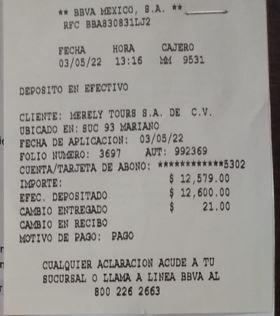 ** BBVA MEXICO, S.A. **
RFC BBA830831LJ2
FECHA HORA CAJERO
03/05/22 13:16 MM 9531
DEPOSITO EN EFECTIVO
CLIENTE: MERELY TOURS S.A. DE C.V.
UBICADO EN: SUC 93 MARIANO
FECHA DE APLICACION: 03/05/22
FOLIO NUMERO: 3697 AUT: 992369
CUENTA/TARJETA DE ABONO: ************5302
IMPORTE: $ 12,579.00
EFEC. DEPOSITADO $ 12,600.00
CAMBIO ENTREGADO $ 21.00
CAMBIO EN RECIBO
MOTIVO DE PAGO: PAGO
CUALQUIER ACLARACION ACUDE A TU
SUCURSAL O LLAMA A LINEA BBVA AL
800 226 2663